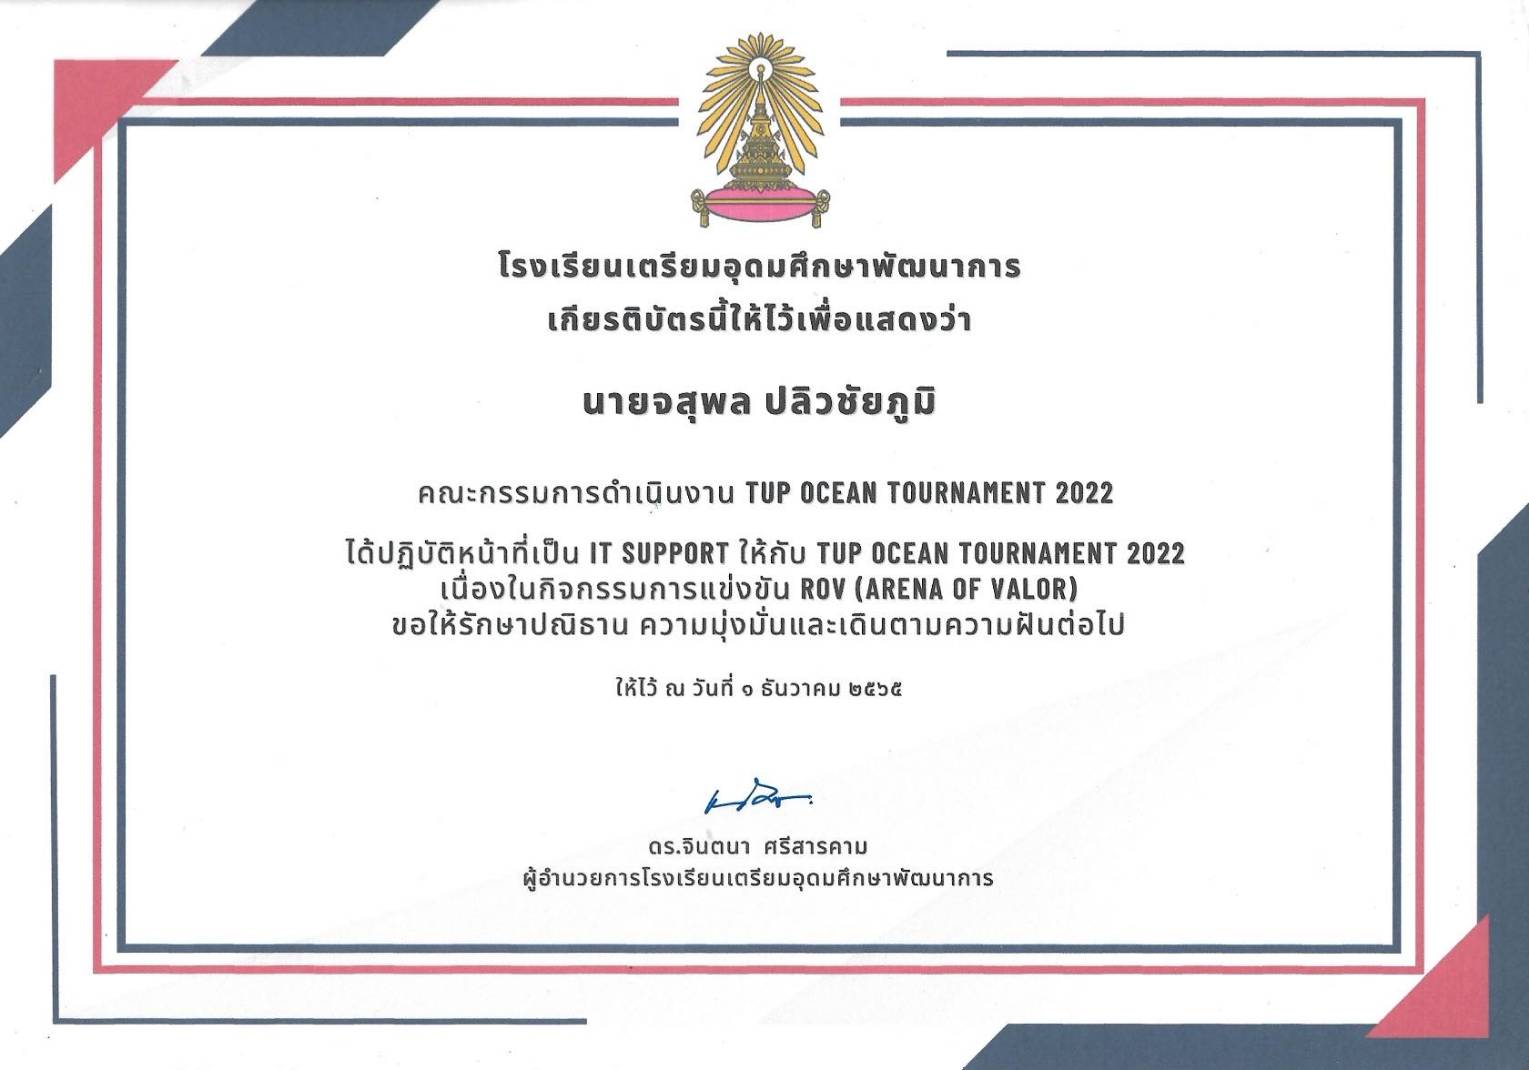 โรงเรียนเตรียมอุดมศึกษาพัฒนาการ
เกียรติบัตรนี้ให้ไว้เพื่อแสดงว่า
นายจสุพล ปลิวชัยภูมิ
คณะกรรมการดำเนินงาน TUP OCEAN TOURNAMENT 2022
ได้ปฏิบัติหน้าที่เป็น IT SUPPORT ให้กับ TUP OCEAN TOURNAMENT 2022
เนื่องในกิจกรรมการแข่งขัน ROV (ARENA OF VALOR)
ขอให้รักษาปณิธาน ความมุ่งมั่นและเดินตามความฝันต่อไป
ให้ไว้ ณ วันที่ ๑ ธันวาคม ๒๕๖๕
ดร.จินตนา ศรีสารคาม
ผู้อำนวยการโรงเรียนเตรียมอุดมศึกษาพัฒนาการ